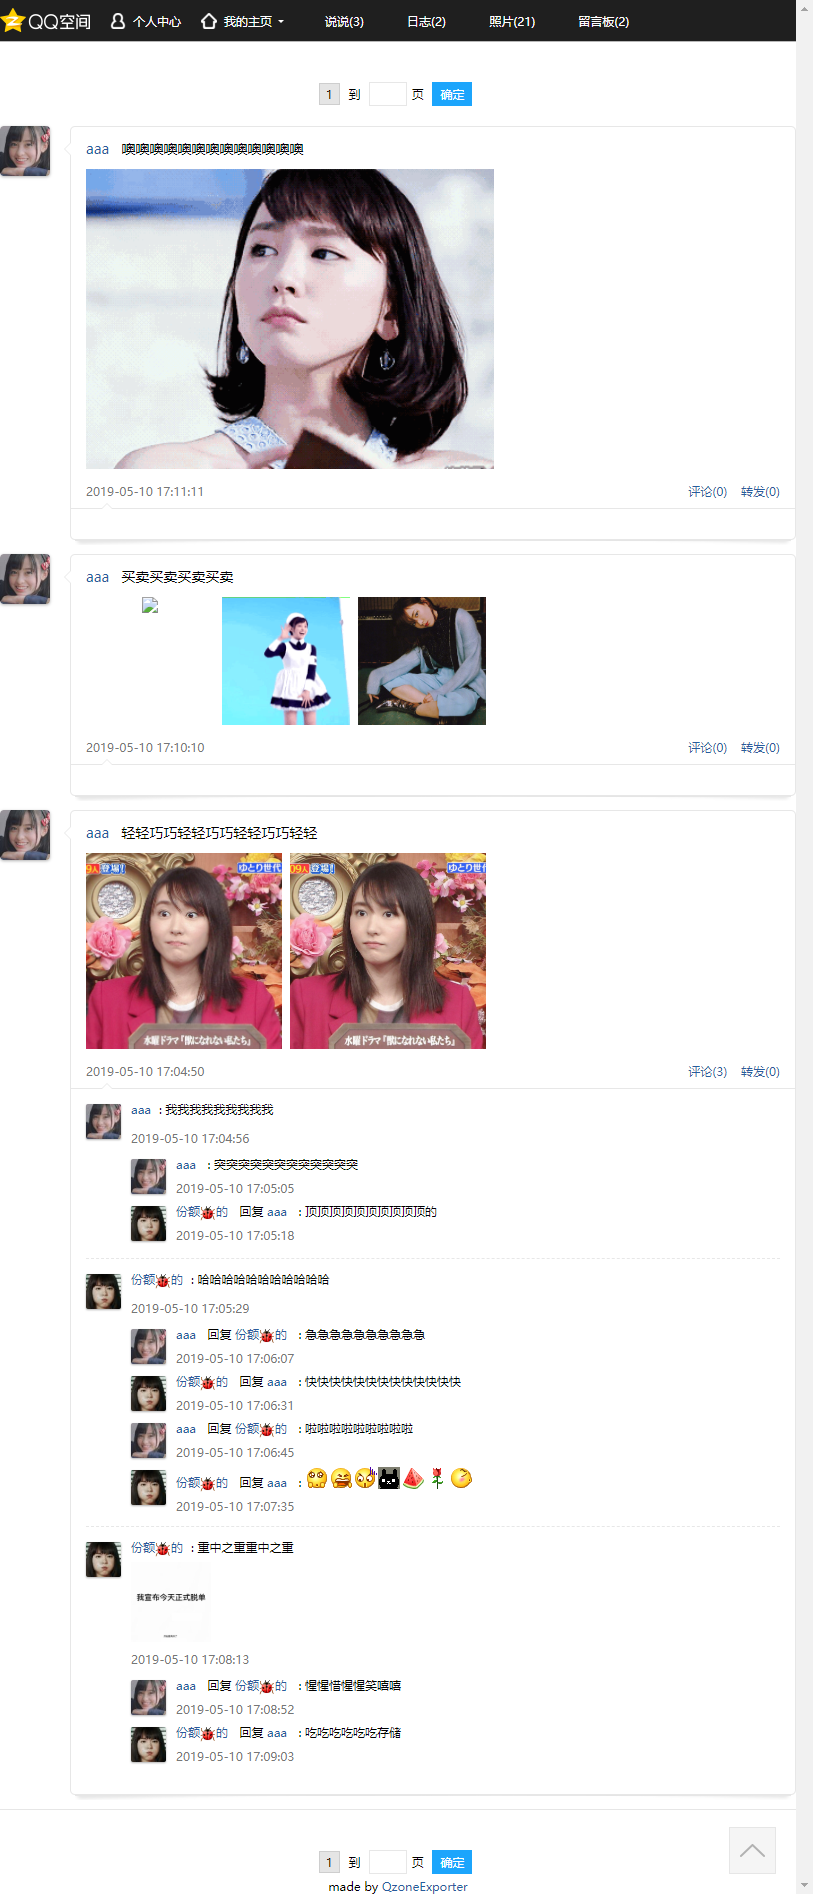 QQ空间 个人中心 我的主页 说说(3) 日志(2) 照片(21) 留言板(2)
1 到 页 确定
aaa 噢噢噢噢噢噢噢噢噢噢噢噢噢
2019-05-10 17:11:11 评论(0) 转发(0)
aaa 买卖买卖买卖买卖
2019-05-10 17:10:10 评论(0) 转发(0)
aaa 轻轻巧巧轻轻巧巧轻轻巧巧轻轻
09人登場! ゆとり世代 09人登場! ゆとり世代
水曜ドラマ「獣になれない私たち」 水曜ドラマ「獣になれない私たち」
2019-05-10 17:04:50 评论(3) 转发(0)
aaa : 我我我我我我我我我
2019-05-10 17:04:56
aaa : 突突突突突突突突突突突突
2019-05-10 17:05:05
份额的 回复 aaa : 顶顶顶顶顶顶顶顶顶顶的
2019-05-10 17:05:18
份额的 : 哈哈哈哈哈哈哈哈哈哈哈
2019-05-10 17:05:29
aaa 回复 份额的 : 急急急急急急急急急急
2019-05-10 17:06:07
份额的 回复 aaa : 快快快快快快快快快快快快快
2019-05-10 17:06:31
aaa 回复 份额的 : 啦啦啦啦啦啦啦啦啦
2019-05-10 17:06:45
份额的 回复 aaa :
2019-05-10 17:07:35
份额的 : 重中之重重中之重
我宣布今天正式脱单
2019-05-10 17:08:13
aaa 回复 份额的 : 惺惺惜惺惺笑嘻嘻
2019-05-10 17:08:52
份额的 回复 aaa : 吃吃吃吃吃吃存储
2019-05-10 17:09:03
1 到 页 确定
made by QzoneExporter